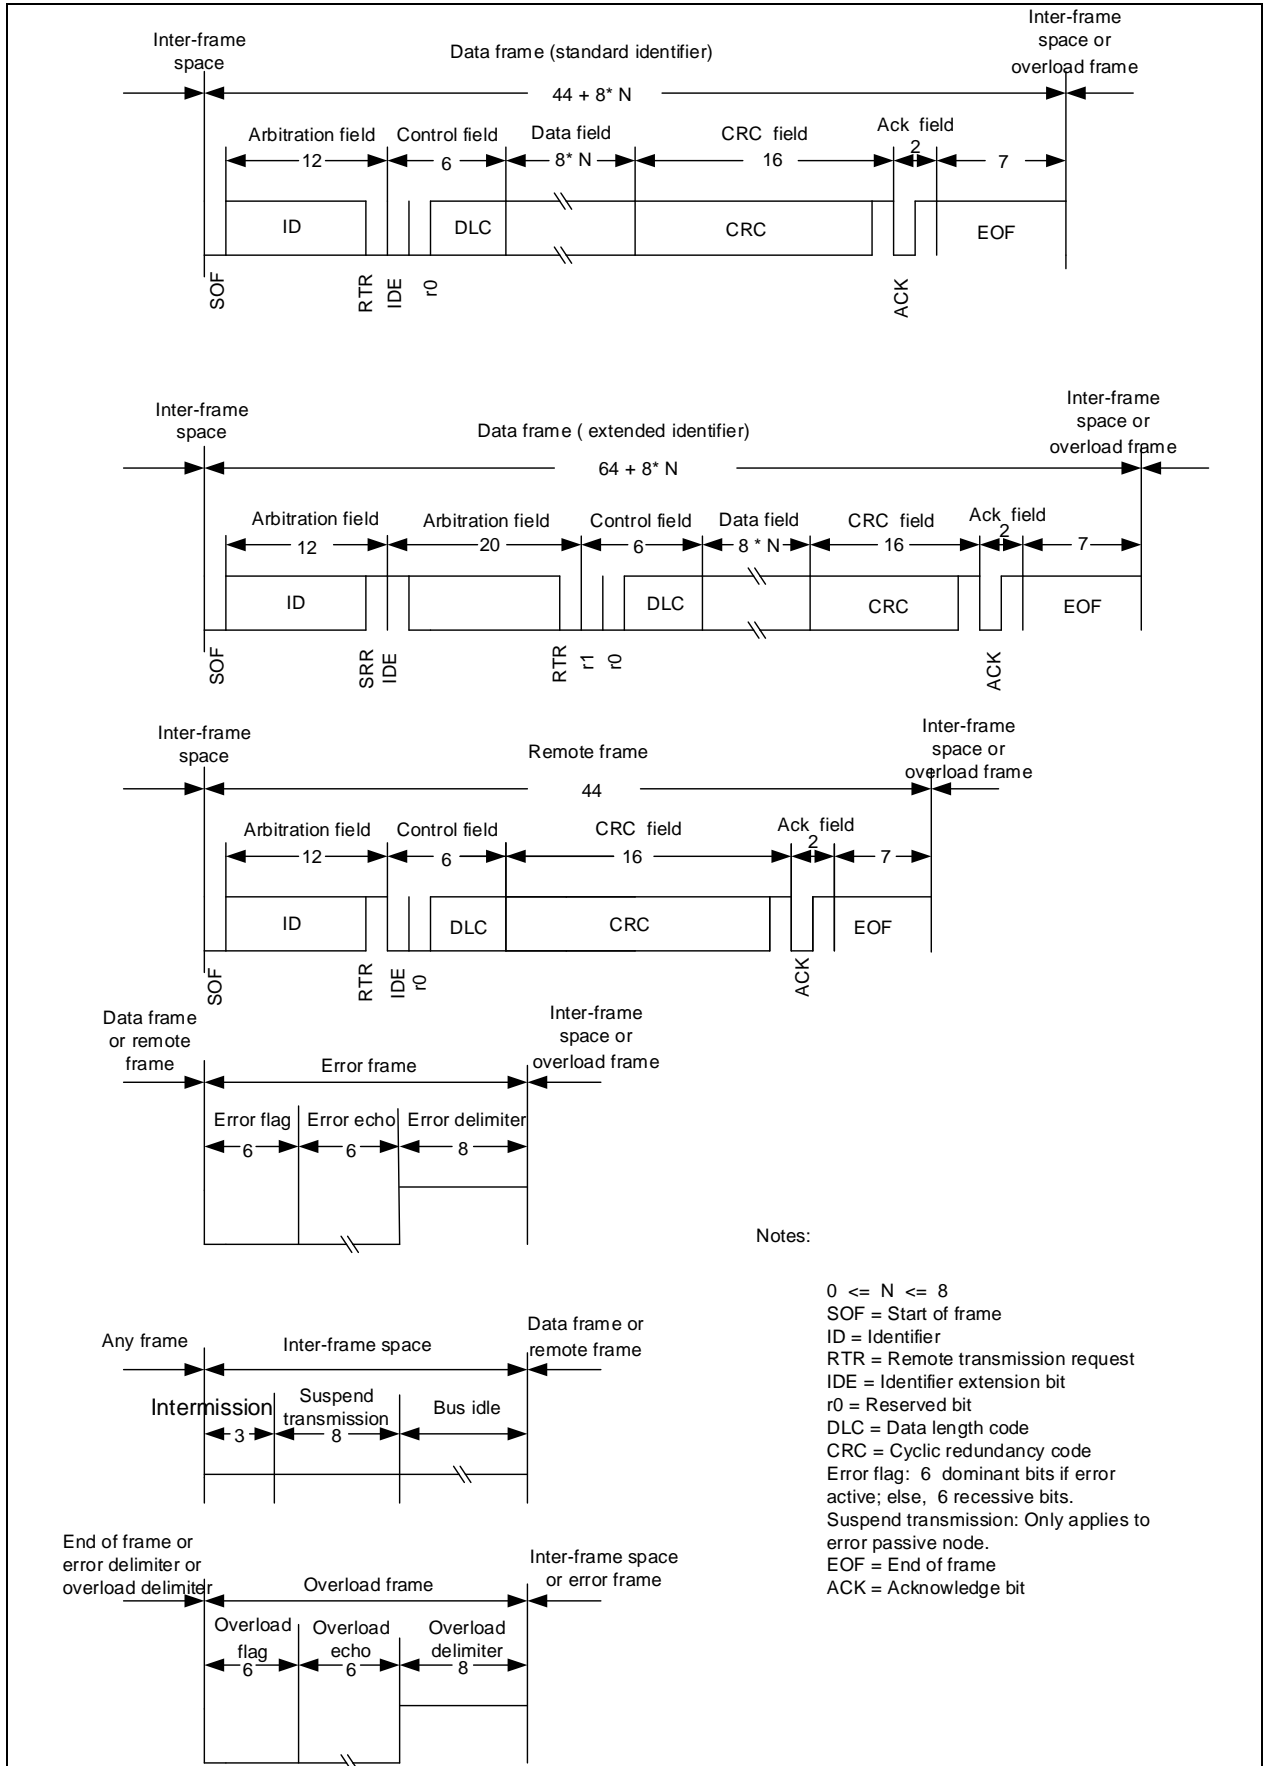 Inter-frame
space
Data frame (standard identifier)
Inter-frame
space or
overload frame
44 + 8* N
Arbitration field
Control field
Data field
CRC field
Ack field
12
6
8* N
16
2
7
ID
DLC
CRC
EOF
SOF
RTR
IDE
r0
ACK
Inter-frame
space
Data frame ( extended identifier)
Inter-frame
space or
overload frame
64 + 8* N
Arbitration field
Arbitration field
Control field
Data field
CRC field
Ack field
12
20
6
8 * N
16
2
7
ID
DLC
CRC
EOF
SOF
SRR
IDE
RTR
r1
r0
ACK
Inter-frame
space
Remote frame
Inter-frame
space or
overload frame
44
Arbitration field
Control field
CRC field
Ack field
12
6
16
2
7
ID
DLC
CRC
EOF
SOF
RTR
IDE
r0
ACK
Data frame
or remote
frame
Error frame
Inter-frame
space or
overload frame
Error flag
Error echo
Error delimiter
6
6
8
Any frame
Inter-frame space
Data frame or
remote frame
Intermission
Suspend
transmission
Bus idle
3
8
End of frame or
error delimiter or
overload delimiter
Overload frame
Inter-frame space
or error frame
Overload
flag
Overload
echo
Overload
delimiter
6
6
8
Notes:
0 <= N <= 8
SOF = Start of frame
ID = Identifier
RTR = Remote transmission request
IDE = Identifier extension bit
r0 = Reserved bit
DLC = Data length code
CRC = Cyclic redundancy code
Error flag: 6 dominant bits if error
active; else, 6 recessive bits.
Suspend transmission: Only applies to
error passive node.
EOF = End of frame
ACK = Acknowledge bit